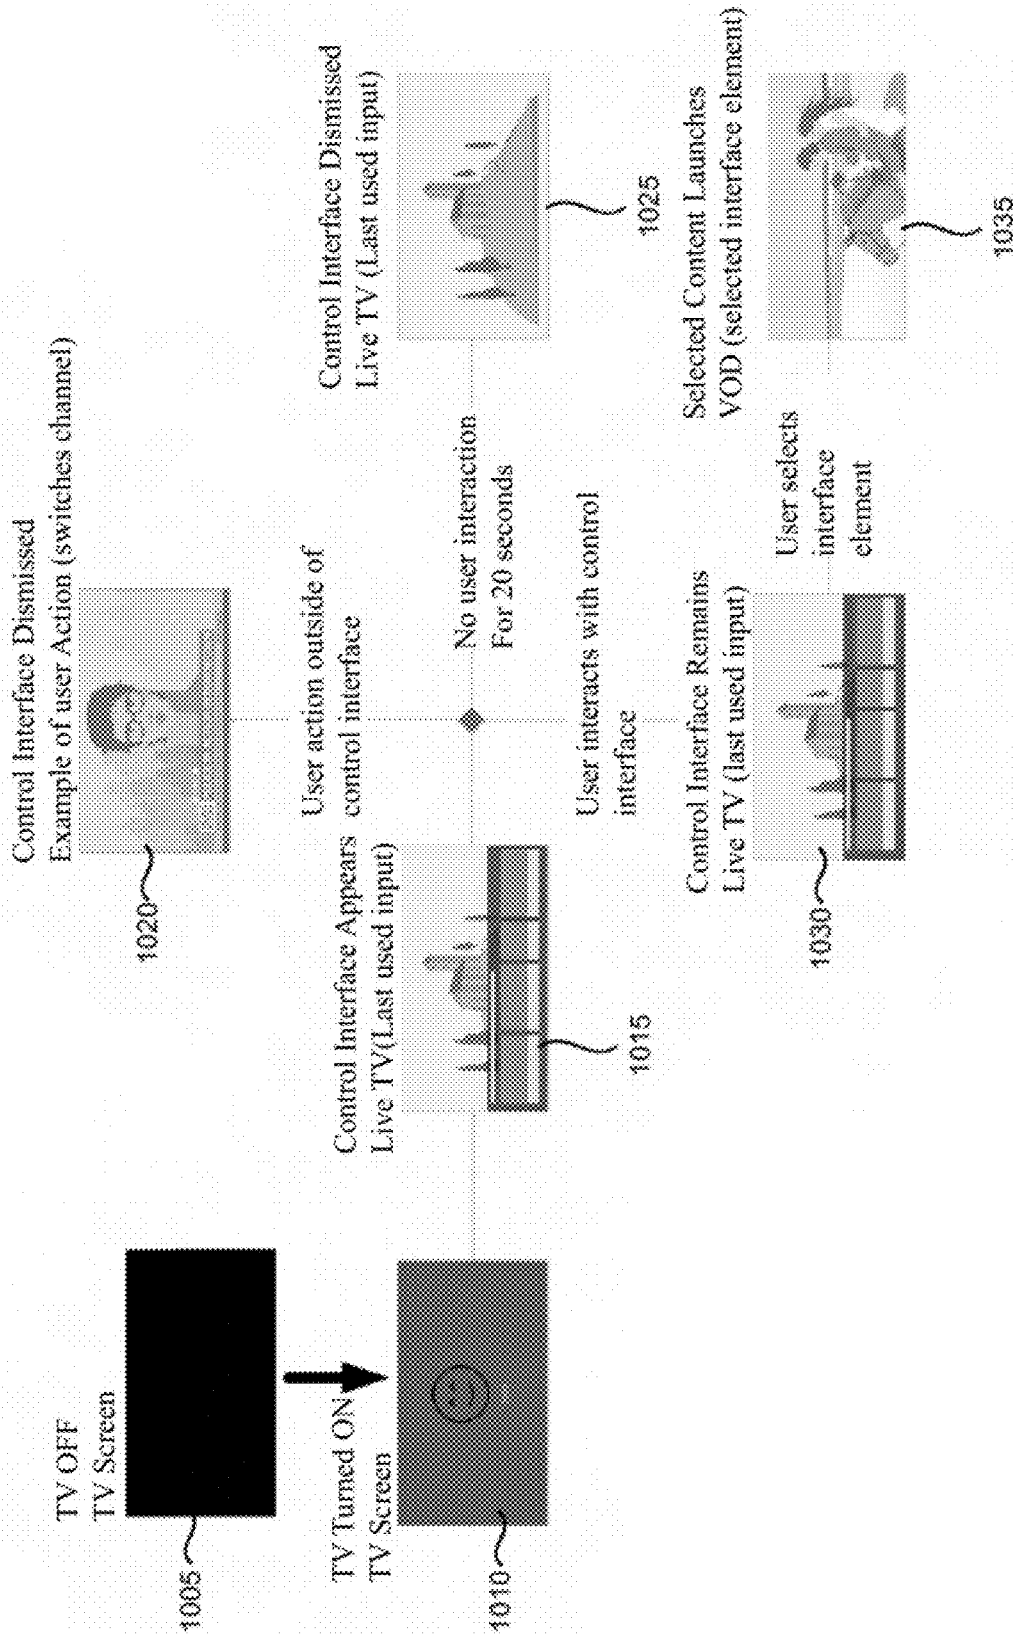 TV OFF
TV Screen
1005
TV Turned ON
TV Screen
1010
Control Interface Appears
Live TV(Last used input)
1015
Control Interface Dismissed
Example of user Action (switches channel)
1020
User action outside of
control interface
No user interaction
For 20 seconds
Control Interface Dismissed
Live TV (Last used input)
1025
User interacts with control
interface
Control Interface Remains
Live TV (last used input)
1030
User selects
interface
element
Selected Content Launches
VOD (selected interface element)
1035